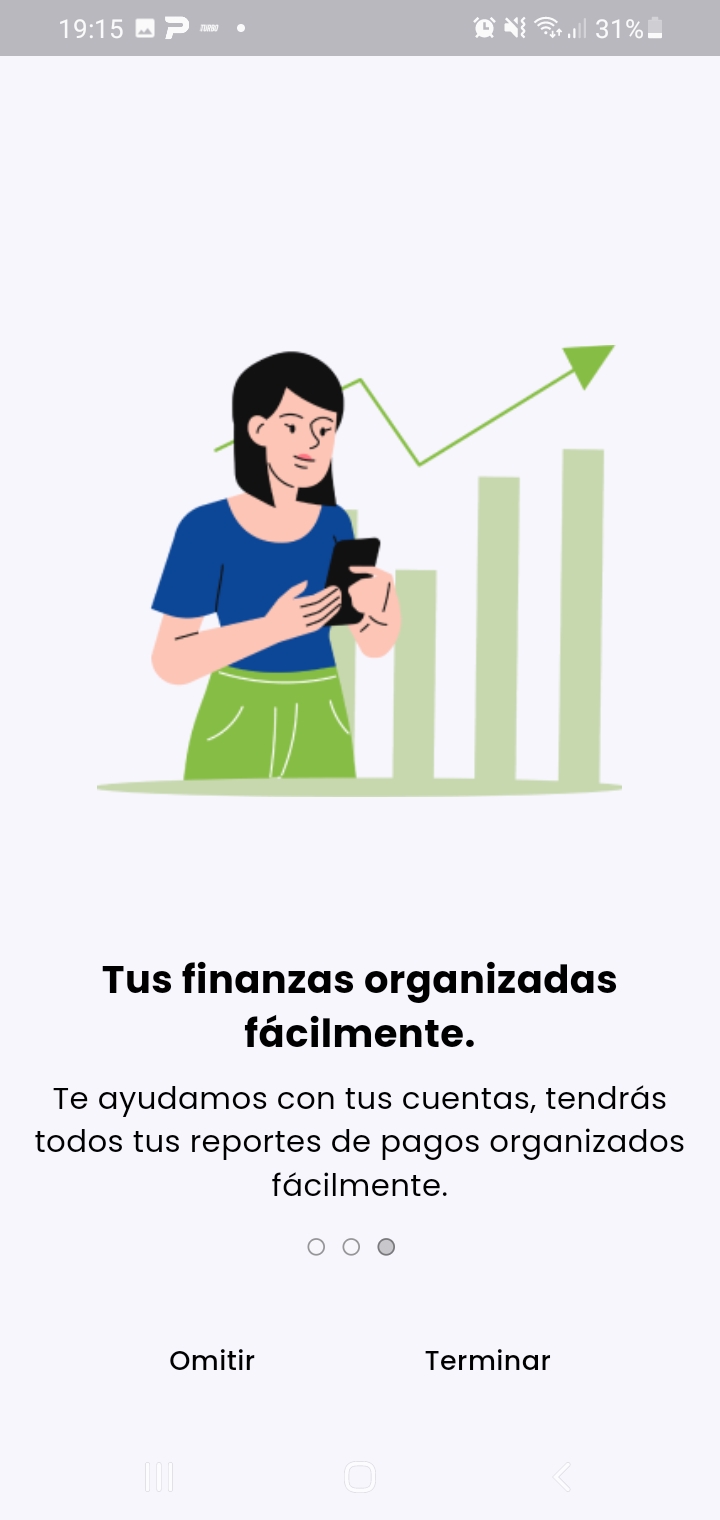 19:15 TURBO 31%
Tus finanzas organizadas
fácilmente.
Te ayudamos con tus cuentas, tendrás
todos tus reportes de pagos organizados
fácilmente.
Omitir Terminar